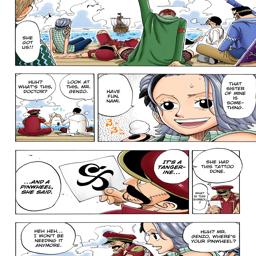 SHE
GOT
US!!
THAT
SISTER
OF MINE
IS SOME-
THING.
HAVE
FUN,
NAMI.
LOOK AT
THIS, MR.
GENZO.
HUH?
WHAT'S THIS,
DOCTOR?
SHE HAD
THIS TATTOO
DONE.
IT'S A
TANGER-
INE...
...AND A
PINWHEEL,
SHE SAID.
HUH? MR.
GENZO, WHERE'S
YOUR PINWHEEL?
HEH HEH...
I WON'T BE
NEEDING IT
ANYMORE.